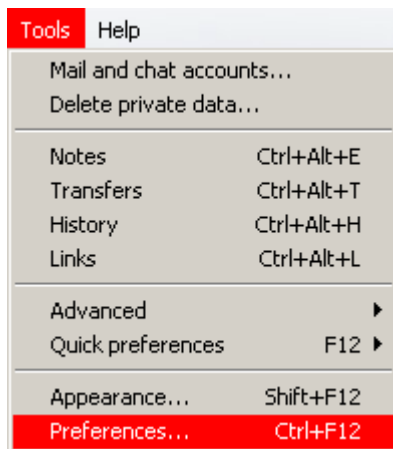 Tools Help
Mail and chat accounts...
Delete private data...
Notes Ctrl+Alt+E
Transfers Ctrl+Alt+T
History Ctrl+Alt+H
Links Ctrl+Alt+L
Advanced
Quick preferences F12
Appearance... Shift+F12
Preferences... Ctrl+F12